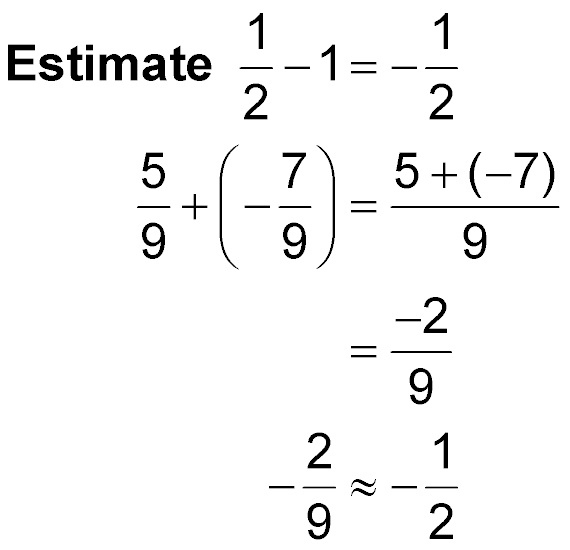 Estimate 1/2 − 1 = −1/2
5/9 + (−7/9) = 5 + (−7)/9
= −2/9
−2/9 ≈ −1/2